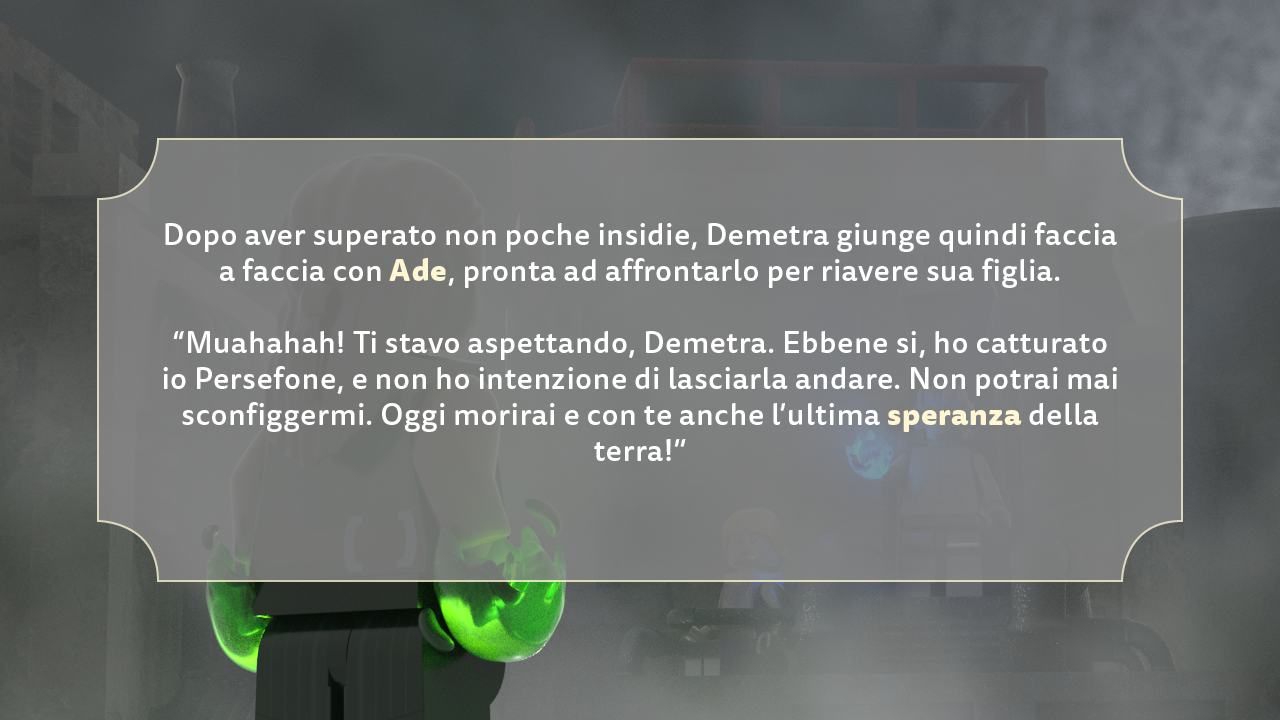 Dopo aver superato non poche insidie, Demetra giunge quindi faccia
a faccia con Ade, pronta ad affrontarlo per riavere sua figlia.
“Muahahah! Ti stavo aspettando, Demetra. Ebbene si, ho catturato
io Persefone, e non ho intenzione di lasciarla andare. Non potrai mai
sconfiggermi. Oggi morirai e con te anche l’ultima speranza della
terra!”